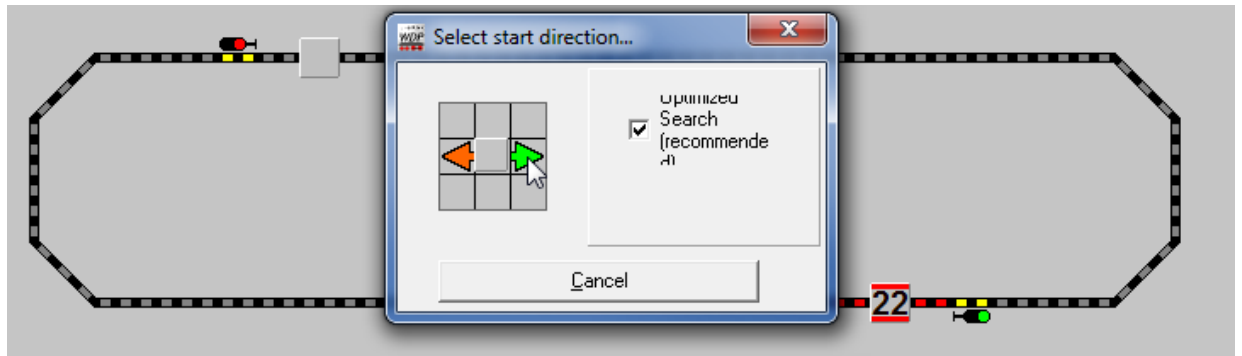 WDP
Select start direction...
Optimized
Search
(recommende
d)
Cancel
22